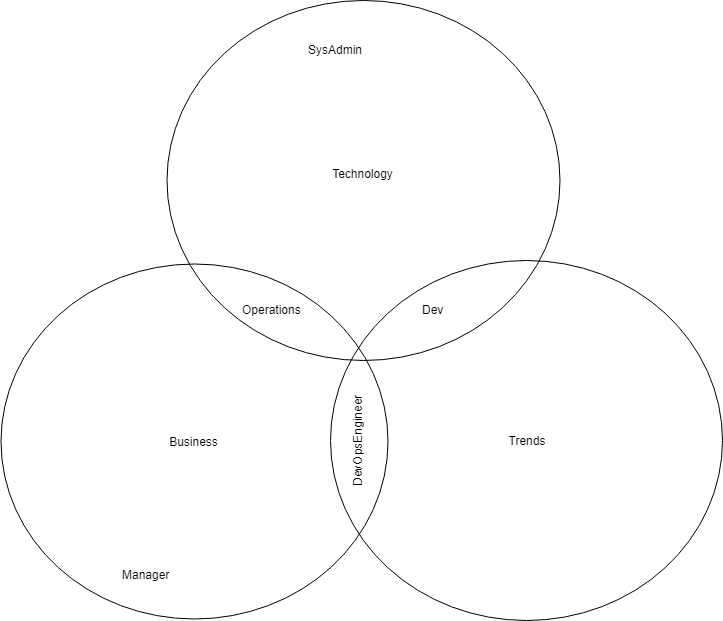 SysAdmin
Technology
Operations
Dev
DevOpsEngineer
Business
Trends
Manager